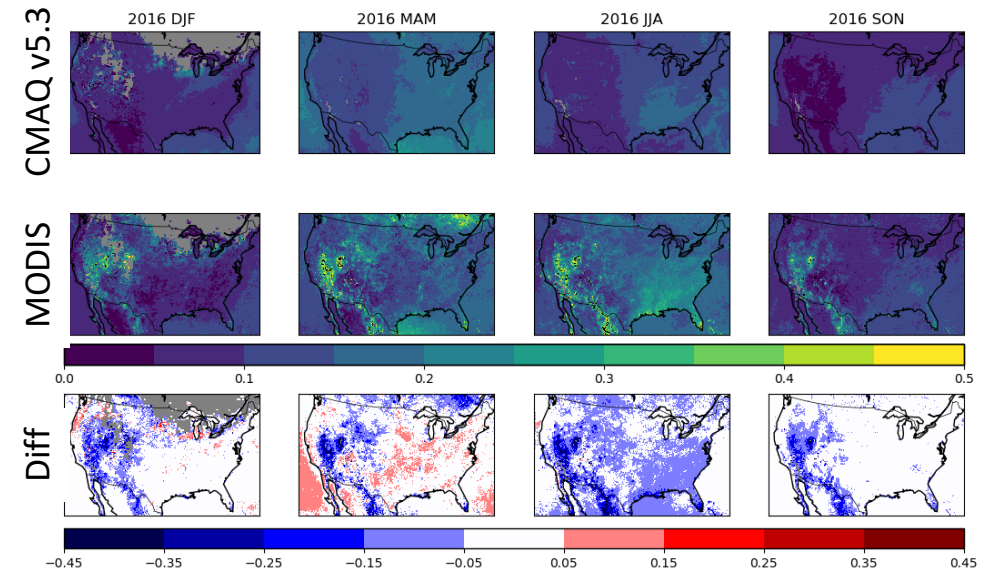 2016 DJF 2016 MAM 2016 JJA 2016 SON
CMAQ v5.3
MODIS
0.0 0.1 0.2 0.3 0.4 0.5
Diff
−0.45 −0.35 −0.25 −0.15 −0.05 0.05 0.15 0.25 0.35 0.45